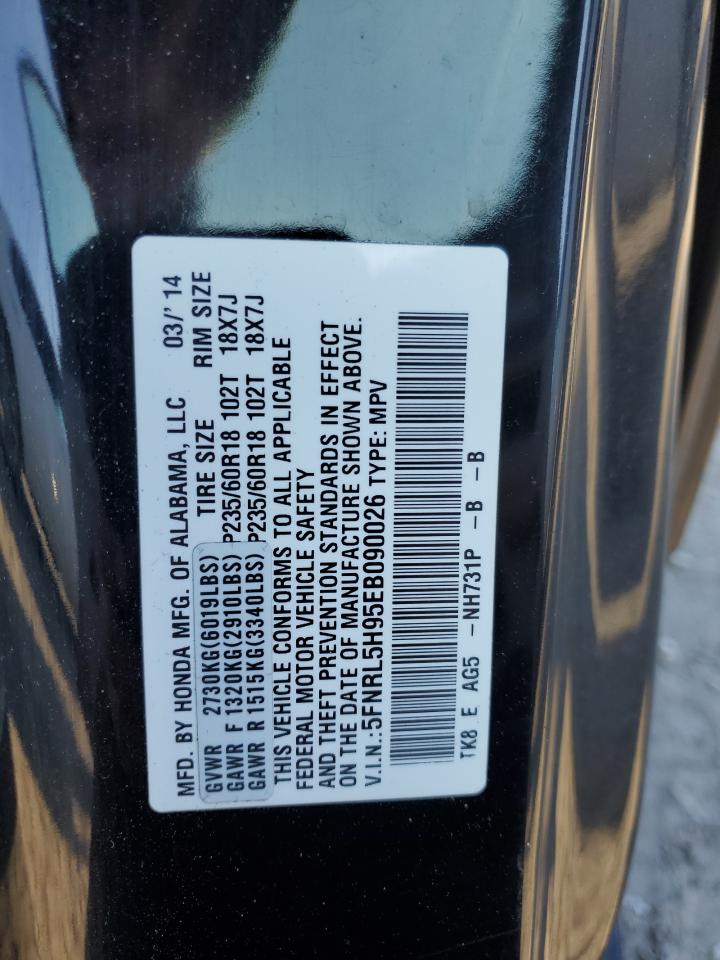 MFD. BY HONDA MFG. OF ALABAMA, LLC 03/'14
TIRE SIZE RIM SIZE
GVWR 2730KG(6019LBS)
GAWR F 1320KG(2910LBS) P235/60R18 102T 18X7J
GAWR R 1515KG(3340LBS) P235/60R18 102T 18X7J
THIS VEHICLE CONFORMS TO ALL APPLICABLE
FEDERAL MOTOR VEHICLE SAFETY
AND THEFT PREVENTION STANDARDS IN EFFECT
ON THE DATE OF MANUFACTURE SHOWN ABOVE.
V.I.N.:5FNRL5H95EB090026 TYPE: MPV
TK8 E AG5 -NH731P -B -B